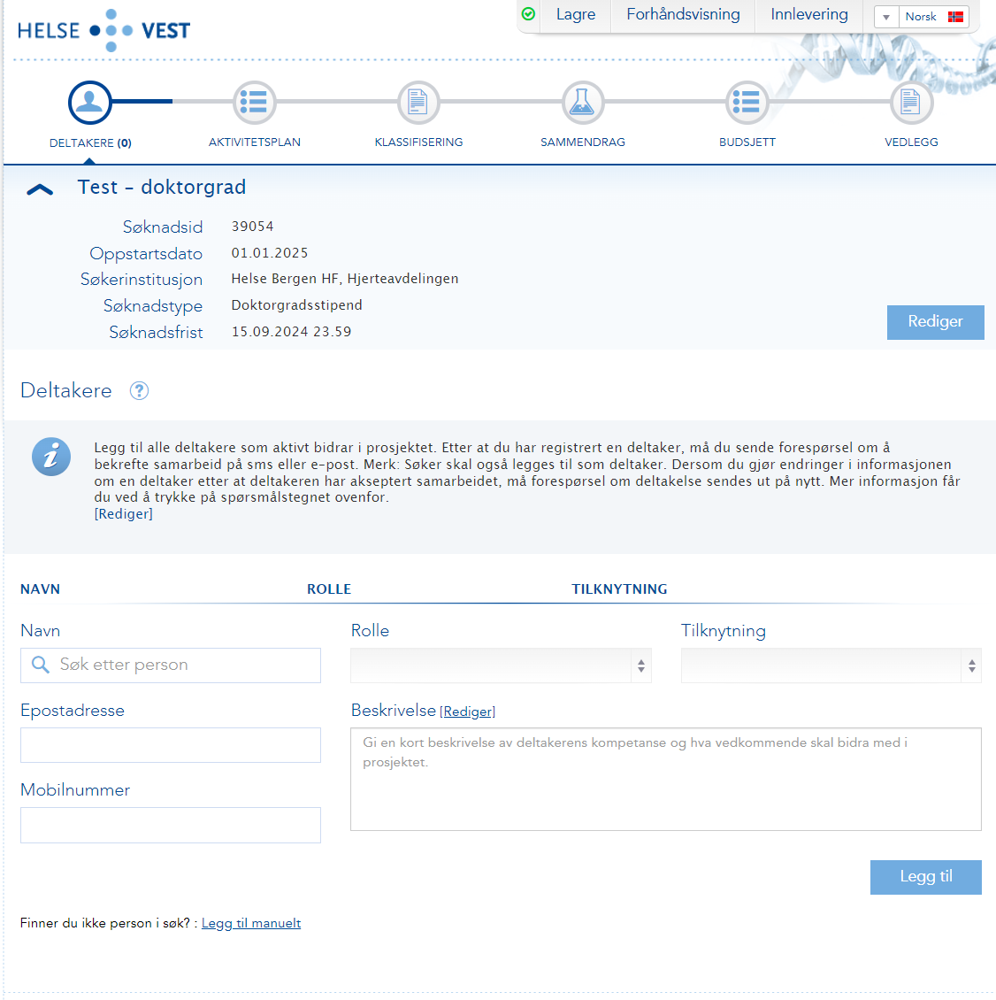 HELSE VEST
Lagre Forhåndsvisning Innlevering Norsk
DELTAKERE (0) AKTIVITETSPLAN KLASSIFISERING SAMMENDRAG BUDSJETT VEDLEGG
Test – doktorgrad
Søknadsid 39054
Oppstartsdato 01.01.2025
Søkerinstitusjon Helse Bergen HF, Hjerteavdelingen
Søknadstype Doktorgradsstipend
Søknadsfrist 15.09.2024 23.59
Rediger
Deltakere ?
Legg til alle deltakere som aktivt bidrar i prosjektet. Etter at du har registrert en deltaker, må du sende forespørsel om å
bekrefte samarbeid på sms eller e-post. Merk: Søker skal også legges til som deltaker. Dersom du gjør endringer i informasjonen
om en deltaker etter at deltakeren har akseptert samarbeidet, må forespørsel om deltakelse sendes ut på nytt. Mer informasjon får
du ved å trykke på spørsmålstegnet ovenfor.
[Rediger]
NAVN ROLLE TILKNYTNING
Navn Rolle Tilknytning
Søk etter person
Epostadresse Beskrivelse [Rediger]
Gi en kort beskrivelse av deltakerens kompetanse og hva vedkommende skal bidra med i
prosjektet.
Mobilnummer
Legg til
Finner du ikke person i søk? : Legg til manuelt